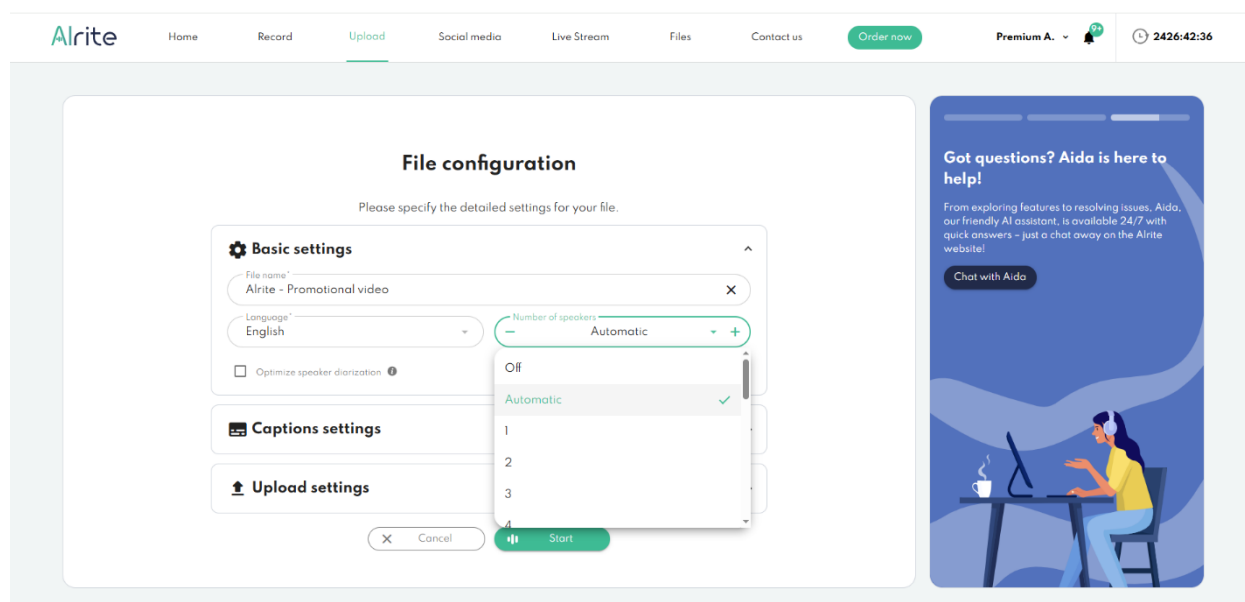 Alrite
Home Record Upload Social media Live Stream Files Contact us Order now Premium A. 9+ 2426:42:36
File configuration
Please specify the detailed settings for your file.
Basic settings
File name*
Alrite - Promotional video
Language* Number of speakers
English Automatic
Optimize speaker diarization
Off
Automatic
1
2
3
4
Captions settings
Upload settings
Cancel Start
Got questions? Aida is here to
help!
From exploring features to resolving issues, Aida,
our friendly AI assistant, is available 24/7 with
quick answers – just a chat away on the Alrite
website!
Chat with Aida